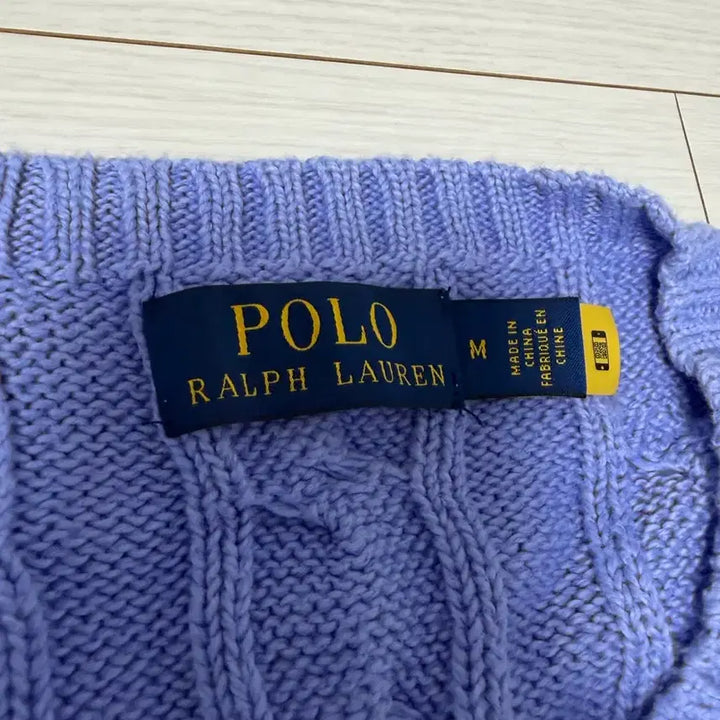 POLO
RALPH LAUREN
M
MADE IN
CHINA
FABRIQUÉ EN
CHINE